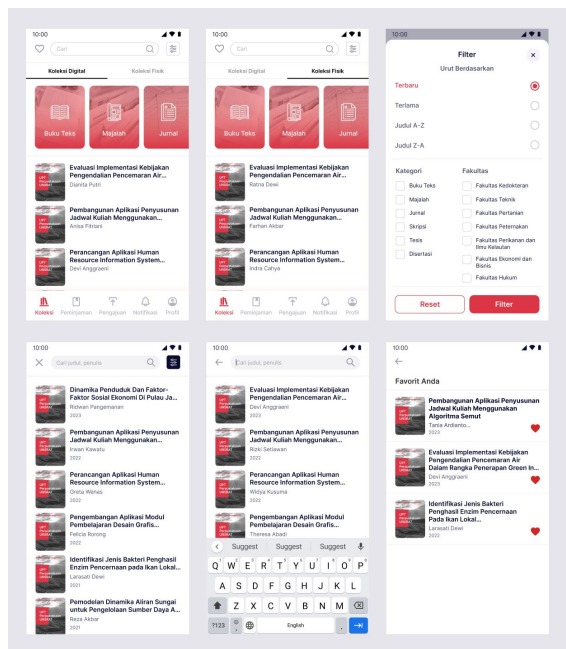 10:00
Cari
Koleksi Digital Koleksi Fisik
Buku Teks Majalah Jurnal
Evaluasi Implementasi Kebijakan
Pengendalian Pencemaran Air...
Dianita Putri
Pembangunan Aplikasi Penyusunan
Jadwal Kuliah Menggunakan...
Anisa Fitriani
Perancangan Aplikasi Human
Resource Information System...
Devi Anggraeni
Koleksi Peminjaman Pengajuan Notifikasi Profil
10:00
Cari
Koleksi Digital Koleksi Fisik
Buku Teks Majalah Jurnal
Evaluasi Implementasi Kebijakan
Pengendalian Pencemaran Air...
Ratna Dewi
Pembangunan Aplikasi Penyusunan
Jadwal Kuliah Menggunakan...
Farhan Akbar
Perancangan Aplikasi Human
Resource Information System...
Indra Cahya
Koleksi Peminjaman Pengajuan Notifikasi Profil
10:00
Filter
Urut Berdasarkan
Terbaru
Terlama
Judul A-Z
Judul Z-A
Kategori
Buku Teks
Majalah
Jurnal
Skripsi
Tesis
Disertasi
Fakultas
Fakultas Kedokteran
Fakultas Teknik
Fakultas Pertanian
Fakultas Peternakan
Fakultas Perikanan dan
Ilmu Kelautan
Fakultas Ekonomi dan
Bisnis
Fakultas Hukum
Reset Filter
10:00
Cari judul, penulis
Dinamika Penduduk Dan Faktor-
Faktor Sosial Ekonomi Di Pulau Ja...
Ridwan Pengemanan
2023
Pembangunan Aplikasi Penyusunan
Jadwal Kuliah Menggunakan...
Irwan Kawatu
2022
Perancangan Aplikasi Human
Resource Information System...
Greta Wenas
2022
Pengembangan Aplikasi Modul
Pembelajaran Desain Grafis...
Felicia Rorong
2022
Identifikasi Jenis Bakteri Penghasil
Enzim Pencernaan pada Ikan Lokal...
Larasati Dewi
2021
Pemodelan Dinamika Aliran Sungai
untuk Pengelolaan Sumber Daya A...
Reza Akbar
2021
10:00
Cari judul, penulis
Evaluasi Implementasi Kebijakan
Pengendalian Pencemaran Air...
Devi Anggraeni
2023
Pembangunan Aplikasi Penyusunan
Jadwal Kuliah Menggunakan...
Rizki Setiawan
2022
Perancangan Aplikasi Human
Resource Information System...
Widya Kusuma
2022
Pengembangan Aplikasi Modul
Pembelajaran Desain Grafis...
Theresa Abadi
Suggest Suggest Suggest
Q W E R T Y U I O P
A S D F G H J K L
Z X C V B N M
?123 English
10:00
Favorit Anda
Pembangunan Aplikasi Penyusunan
Jadwal Kuliah Menggunakan
Algoritma Semut
Tania Ardianto...
2023
Evaluasi Implementasi Kebijakan
Pengendalian Pencemaran Air
Dalam Rangka Penerapan Green In...
Devi Anggraeni
2023
Identifikasi Jenis Bakteri
Penghasil Enzim Pencernaan
Pada Ikan Lokal...
Larasati Dewi
2022